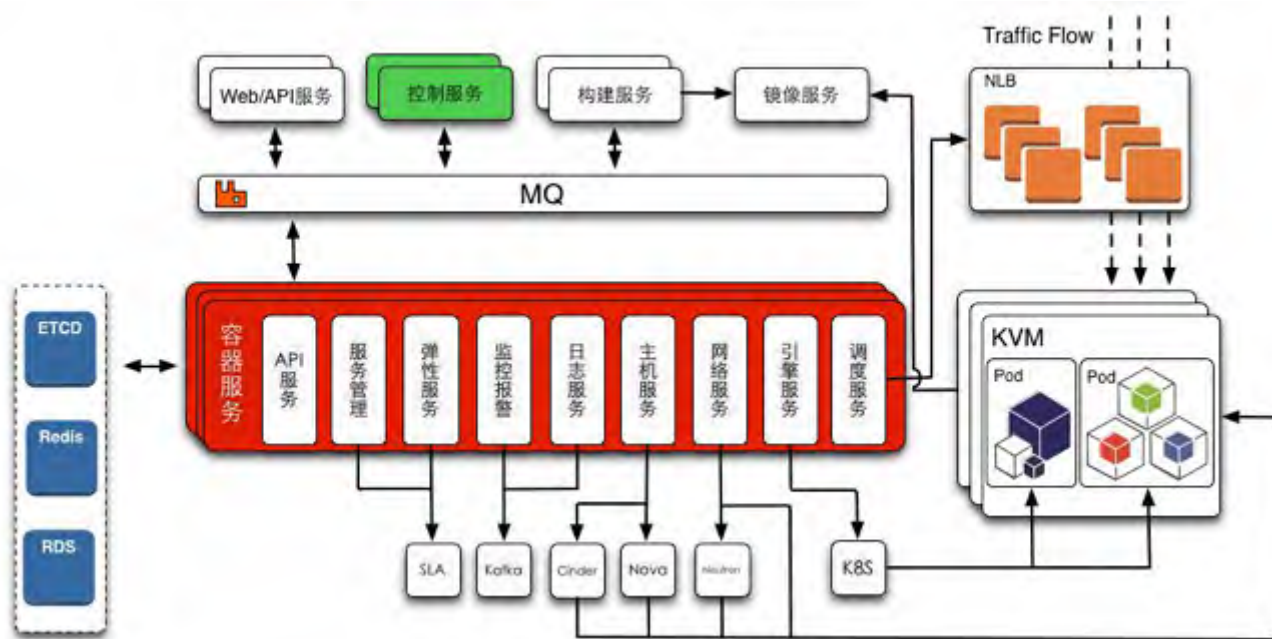 Traffic Flow
NLB
Web/API服务
控制服务
构建服务
镜像服务
MQ
ETCD
Redis
RDS
容器服务
API服务
服务管理
弹性服务
监控报警
日志服务
主机服务
网络服务
引擎服务
调度服务
KVM
Pod
Pod
SLA
Kafka
Cinder
Nova
Neutron
K8S